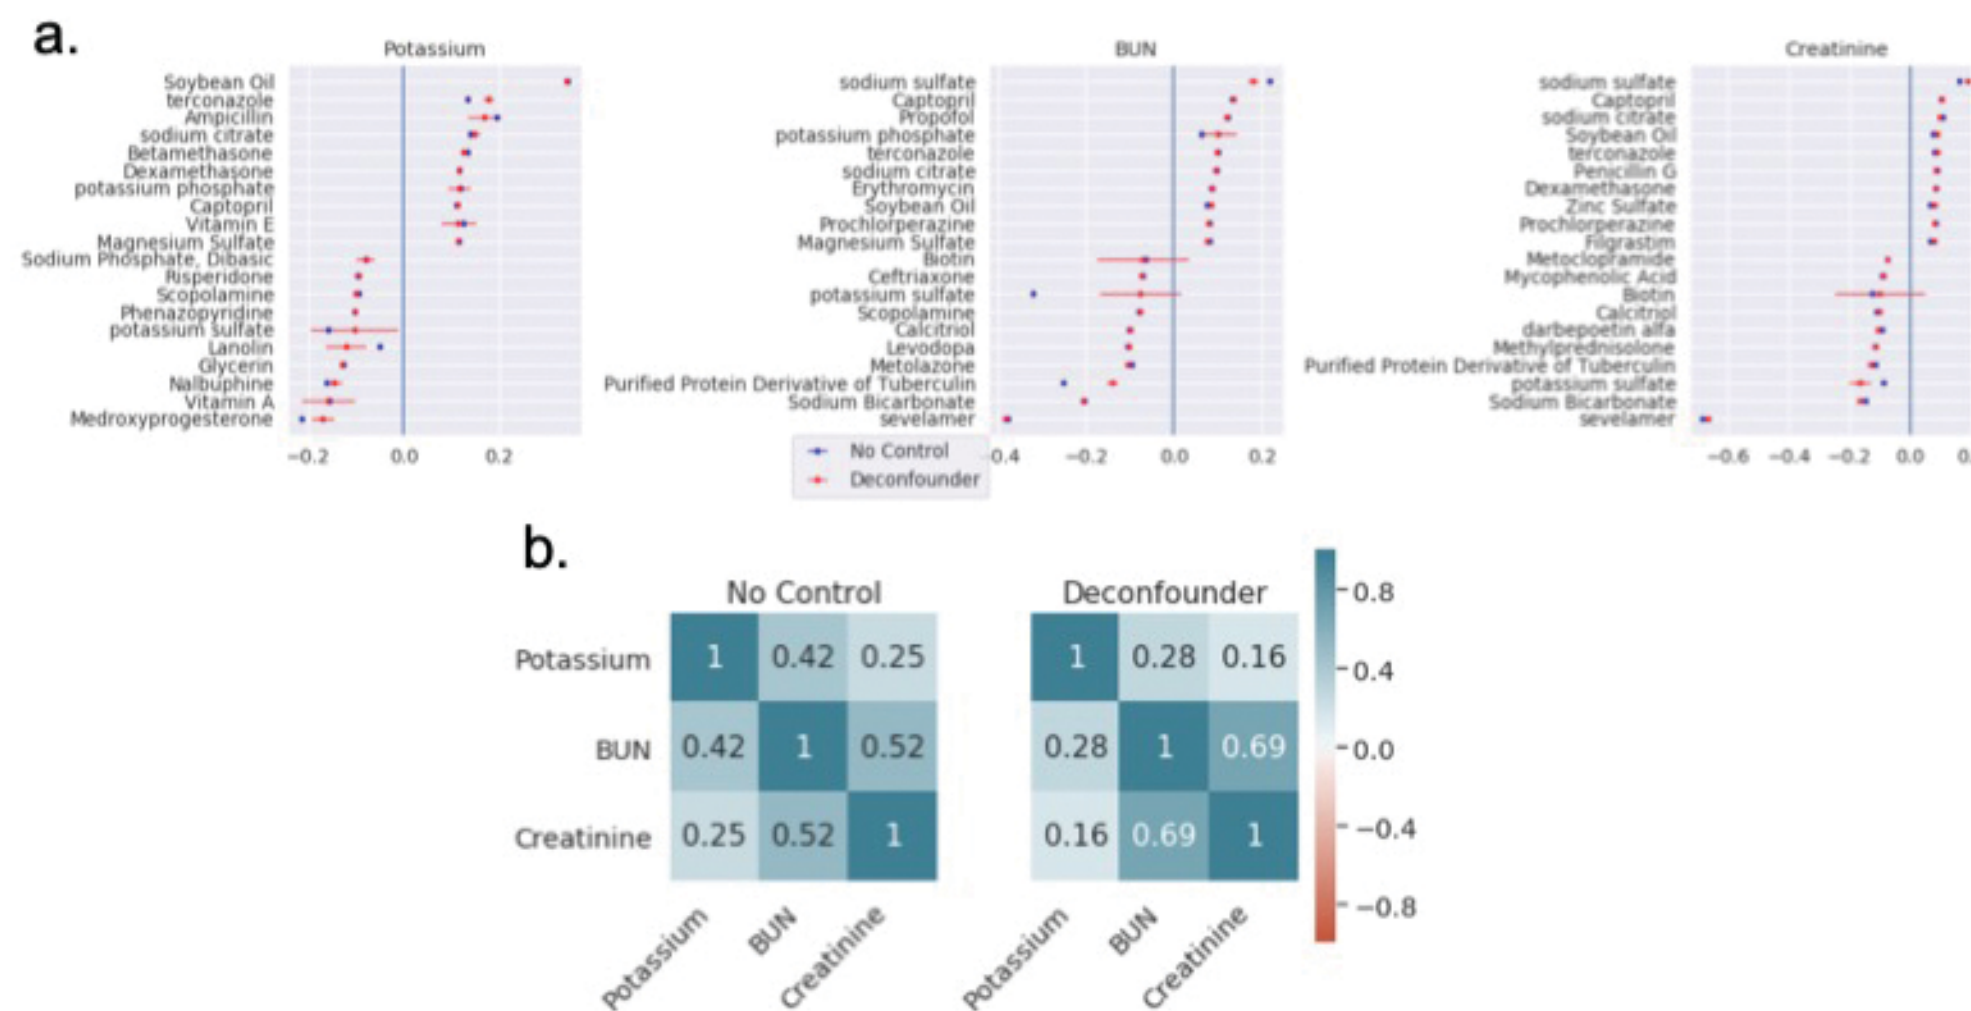 a.
Potassium
Soybean Oil
terconazole
Ampicillin
sodium citrate
Betamethasone
Dexamethasone
potassium phosphate
Captopril
Vitamin E
Magnesium Sulfate
Sodium Phosphate, Dibasic
Risperidone
Scopolamine
Phenazopyridine
potassium sulfate
Lanolin
Glycerin
Nalbuphine
Vitamin A
Medroxyprogesterone
−0.2 0.0 0.2
BUN
sodium sulfate
Captopril
Propofol
potassium phosphate
terconazole
sodium citrate
Erythromycin
Soybean Oil
Prochlorperazine
Magnesium Sulfate
Biotin
Ceftriaxone
potassium sulfate
Scopolamine
Calcitriol
Levodopa
Metolazone
Purified Protein Derivative of Tuberculin
Sodium Bicarbonate
sevelamer
0.4 −0.2 0.0 0.2
No Control
Deconfounder
Creatinine
sodium sulfate
Captopril
sodium citrate
Soybean Oil
terconazole
Penicillin G
Dexamethasone
Zinc Sulfate
Prochlorperazine
Filgrastim
Metoclopramide
Mycophenolic Acid
Biotin
Calcitriol
darbepoetin alfa
Methylprednisolone
Purified Protein Derivative of Tuberculin
potassium sulfate
Sodium Bicarbonate
sevelamer
−0.6 −0.4 −0.2 0.0 0.
b.
No Control
Potassium 1 0.42 0.25
BUN 0.42 1 0.52
Creatinine 0.25 0.52 1
Potassium BUN Creatinine
Deconfounder
1 0.28 0.16
0.28 1 0.69
0.16 0.69 1
Potassium BUN Creatinine
0.8
0.4
0.0
−0.4
−0.8